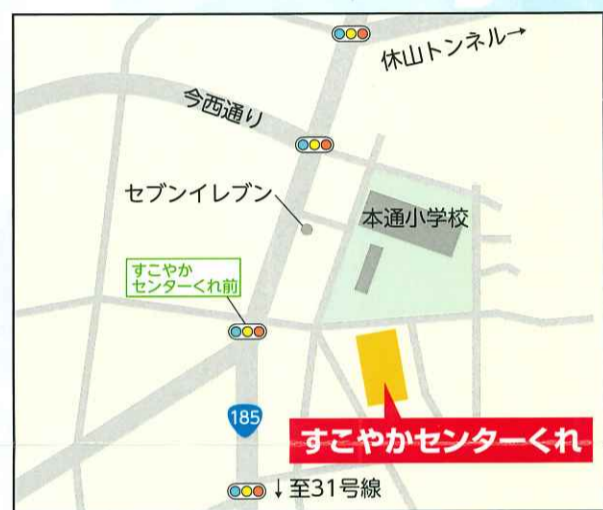 休山トンネル→
今西通り
セブンイレブン
本通小学校
すこやか
センターくれ前
185
すこやかセンターくれ
↓至31号線